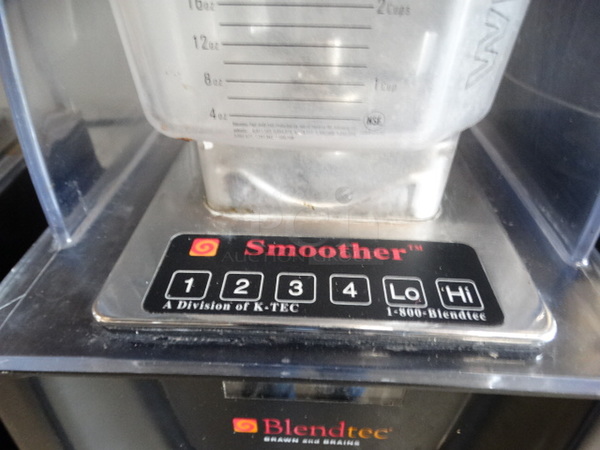 16oz 2 Cups
12oz
8oz 1 Cup
4oz
NSF
Smoother™
1 2 3 4 Lo Hi
A Division of K-TEC 1-800-Blendtec
Blendtec
BRAWN and BRAINS